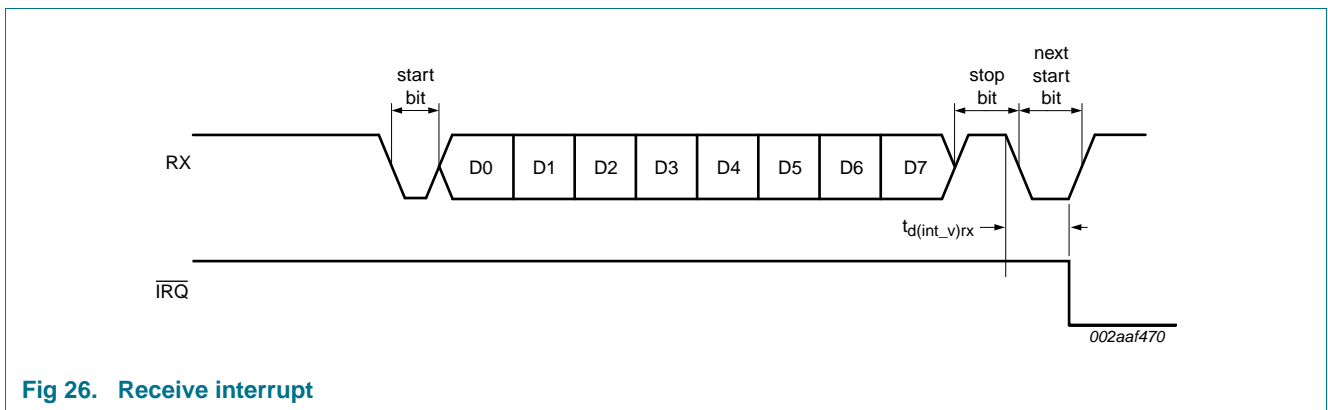 start
bit
stop
bit
next
start
bit
RX
D0 D1 D2 D3 D4 D5 D6 D7
td(int_v)rx
IRQ
002aaf470
Fig 26. Receive interrupt